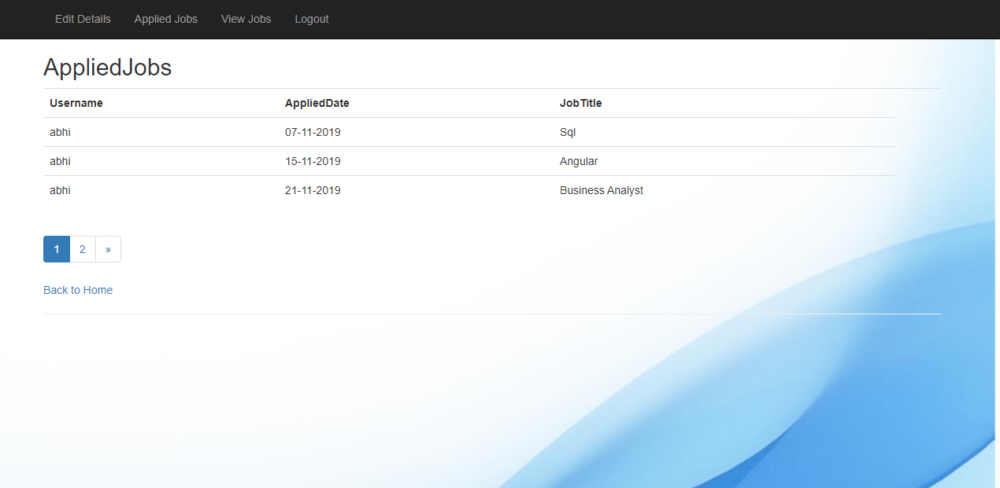 Edit Details Applied Jobs View Jobs Logout
AppliedJobs
Username AppliedDate JobTitle
abhi 07-11-2019 Sql
abhi 15-11-2019 Angular
abhi 21-11-2019 Business Analyst
1 2 »
Back to Home